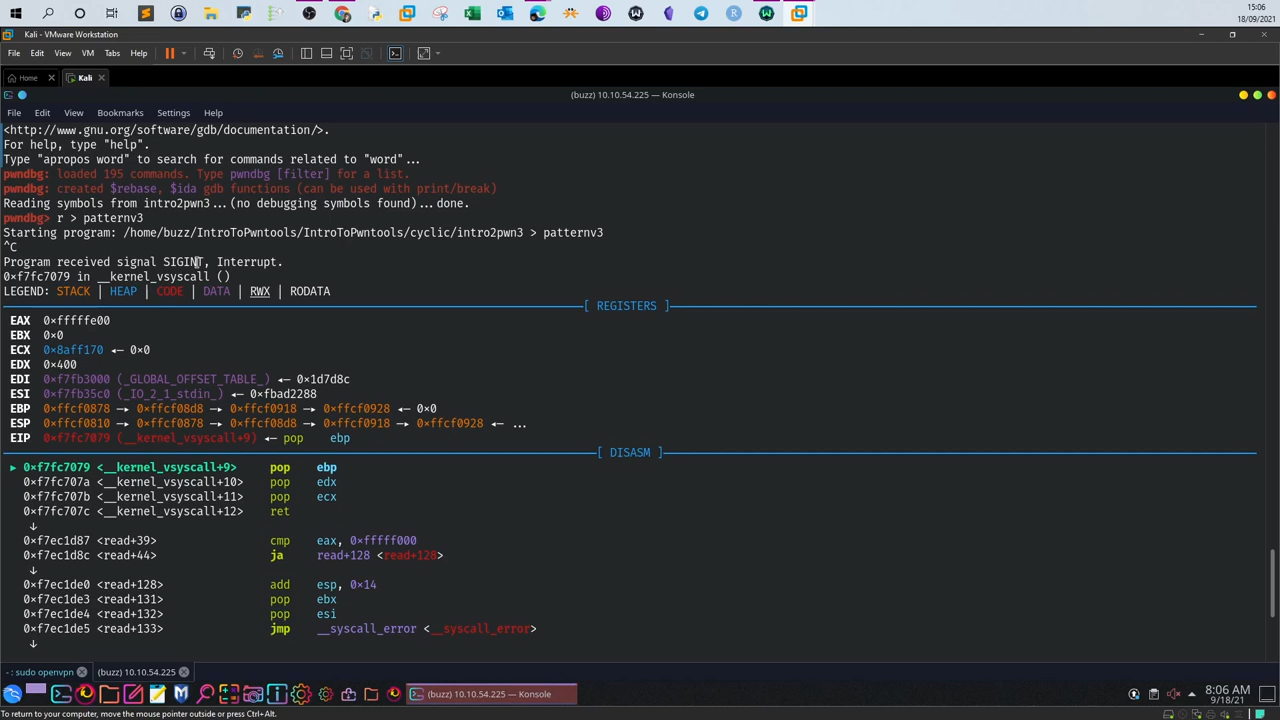 15:06
18/09/2021
Kali - VMware Workstation
File Edit View VM Tabs Help
Home Kali
(buzz) 10.10.54.225 — Konsole
File Edit View Bookmarks Settings Help
<http://www.gnu.org/software/gdb/documentation/>.
For help, type "help".
Type "apropos word" to search for commands related to "word"...
pwndbg: loaded 195 commands. Type pwndbg [filter] for a list.
pwndbg: created $rebase, $ida gdb functions (can be used with print/break)
Reading symbols from intro2pwn3...(no debugging symbols found)...done.
pwndbg> r > patternv3
Starting program: /home/buzz/IntroToPwntools/IntroToPwntools/cyclic/intro2pwn3 > patternv3
^C
Program received signal SIGINT, Interrupt.
0xf7fc7079 in __kernel_vsyscall ()
LEGEND: STACK | HEAP | CODE | DATA | RWX | RODATA
[ REGISTERS ]
EAX 0xfffffe00
EBX 0x0
ECX 0x8aff170 ◂— 0x0
EDX 0x400
EDI 0xf7fb3000 (_GLOBAL_OFFSET_TABLE_) ◂— 0x1d7d8c
ESI 0xf7fb35c0 (_IO_2_1_stdin_) ◂— 0xfbad2288
EBP 0xffcf0878 —▸ 0xffcf08d8 —▸ 0xffcf0918 —▸ 0xffcf0928 ◂— 0x0
ESP 0xffcf0810 —▸ 0xffcf0878 —▸ 0xffcf08d8 —▸ 0xffcf0918 —▸ 0xffcf0928 ◂— ...
EIP 0xf7fc7079 (__kernel_vsyscall+9) ◂— pop ebp
[ DISASM ]
► 0xf7fc7079 <__kernel_vsyscall+9> pop ebp
0xf7fc707a <__kernel_vsyscall+10> pop edx
0xf7fc707b <__kernel_vsyscall+11> pop ecx
0xf7fc707c <__kernel_vsyscall+12> ret
↓
0xf7ec1d87 <read+39> cmp eax, 0xfffff000
0xf7ec1d8c <read+44> ja read+128 <read+128>
↓
0xf7ec1de0 <read+128> add esp, 0x14
0xf7ec1de3 <read+131> pop ebx
0xf7ec1de4 <read+132> pop esi
0xf7ec1de5 <read+133> jmp __syscall_error <__syscall_error>
↓
- : sudo openvpn (buzz) 10.10.54.225
(buzz) 10.10.54.225 — Konsole
8:06 AM
9/18/21
To return to your computer, move the mouse pointer outside or press Ctrl+Alt.